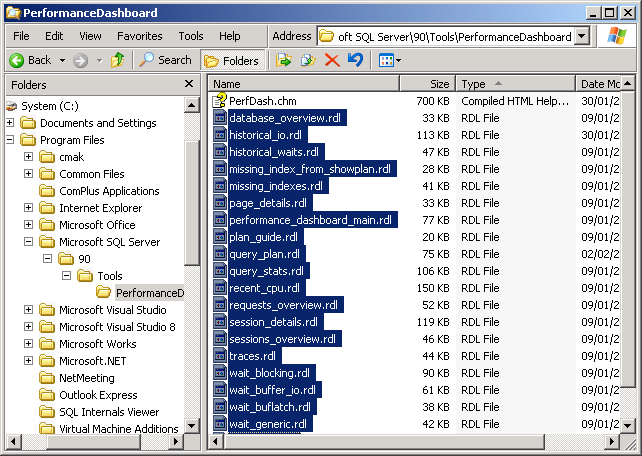 PerformanceDashboard
File Edit View Favorites Tools Help Address oft SQL Server\90\Tools\PerformanceDashboard
Back Search Folders
Folders
System (C:)
Documents and Settings
Program Files
cmak
Common Files
ComPlus Applications
Internet Explorer
Microsoft Office
Microsoft SQL Server
90
Tools
PerformanceD
Microsoft Visual Studio
Microsoft Visual Studio 8
Microsoft Works
Microsoft.NET
NetMeeting
Outlook Express
SQL Internals Viewer
Virtual Machine Additions
Name Size Type Date Mo
PerfDash.chm 700 KB Compiled HTML Help... 30/01/2
database_overview.rdl 33 KB RDL File 09/01/2
historical_io.rdl 113 KB RDL File 30/01/2
historical_waits.rdl 47 KB RDL File 09/01/2
missing_index_from_showplan.rdl 28 KB RDL File 09/01/2
missing_indexes.rdl 41 KB RDL File 09/01/2
page_details.rdl 33 KB RDL File 09/01/2
performance_dashboard_main.rdl 77 KB RDL File 09/01/2
plan_guide.rdl 20 KB RDL File 09/01/2
query_plan.rdl 75 KB RDL File 02/02/2
query_stats.rdl 106 KB RDL File 09/01/2
recent_cpu.rdl 150 KB RDL File 09/01/2
requests_overview.rdl 52 KB RDL File 09/01/2
session_details.rdl 119 KB RDL File 09/01/2
sessions_overview.rdl 46 KB RDL File 09/01/2
traces.rdl 44 KB RDL File 09/01/2
wait_blocking.rdl 90 KB RDL File 09/01/2
wait_buffer_io.rdl 61 KB RDL File 09/01/2
wait_buflatch.rdl 38 KB RDL File 09/01/2
wait_generic.rdl 42 KB RDL File 09/01/2